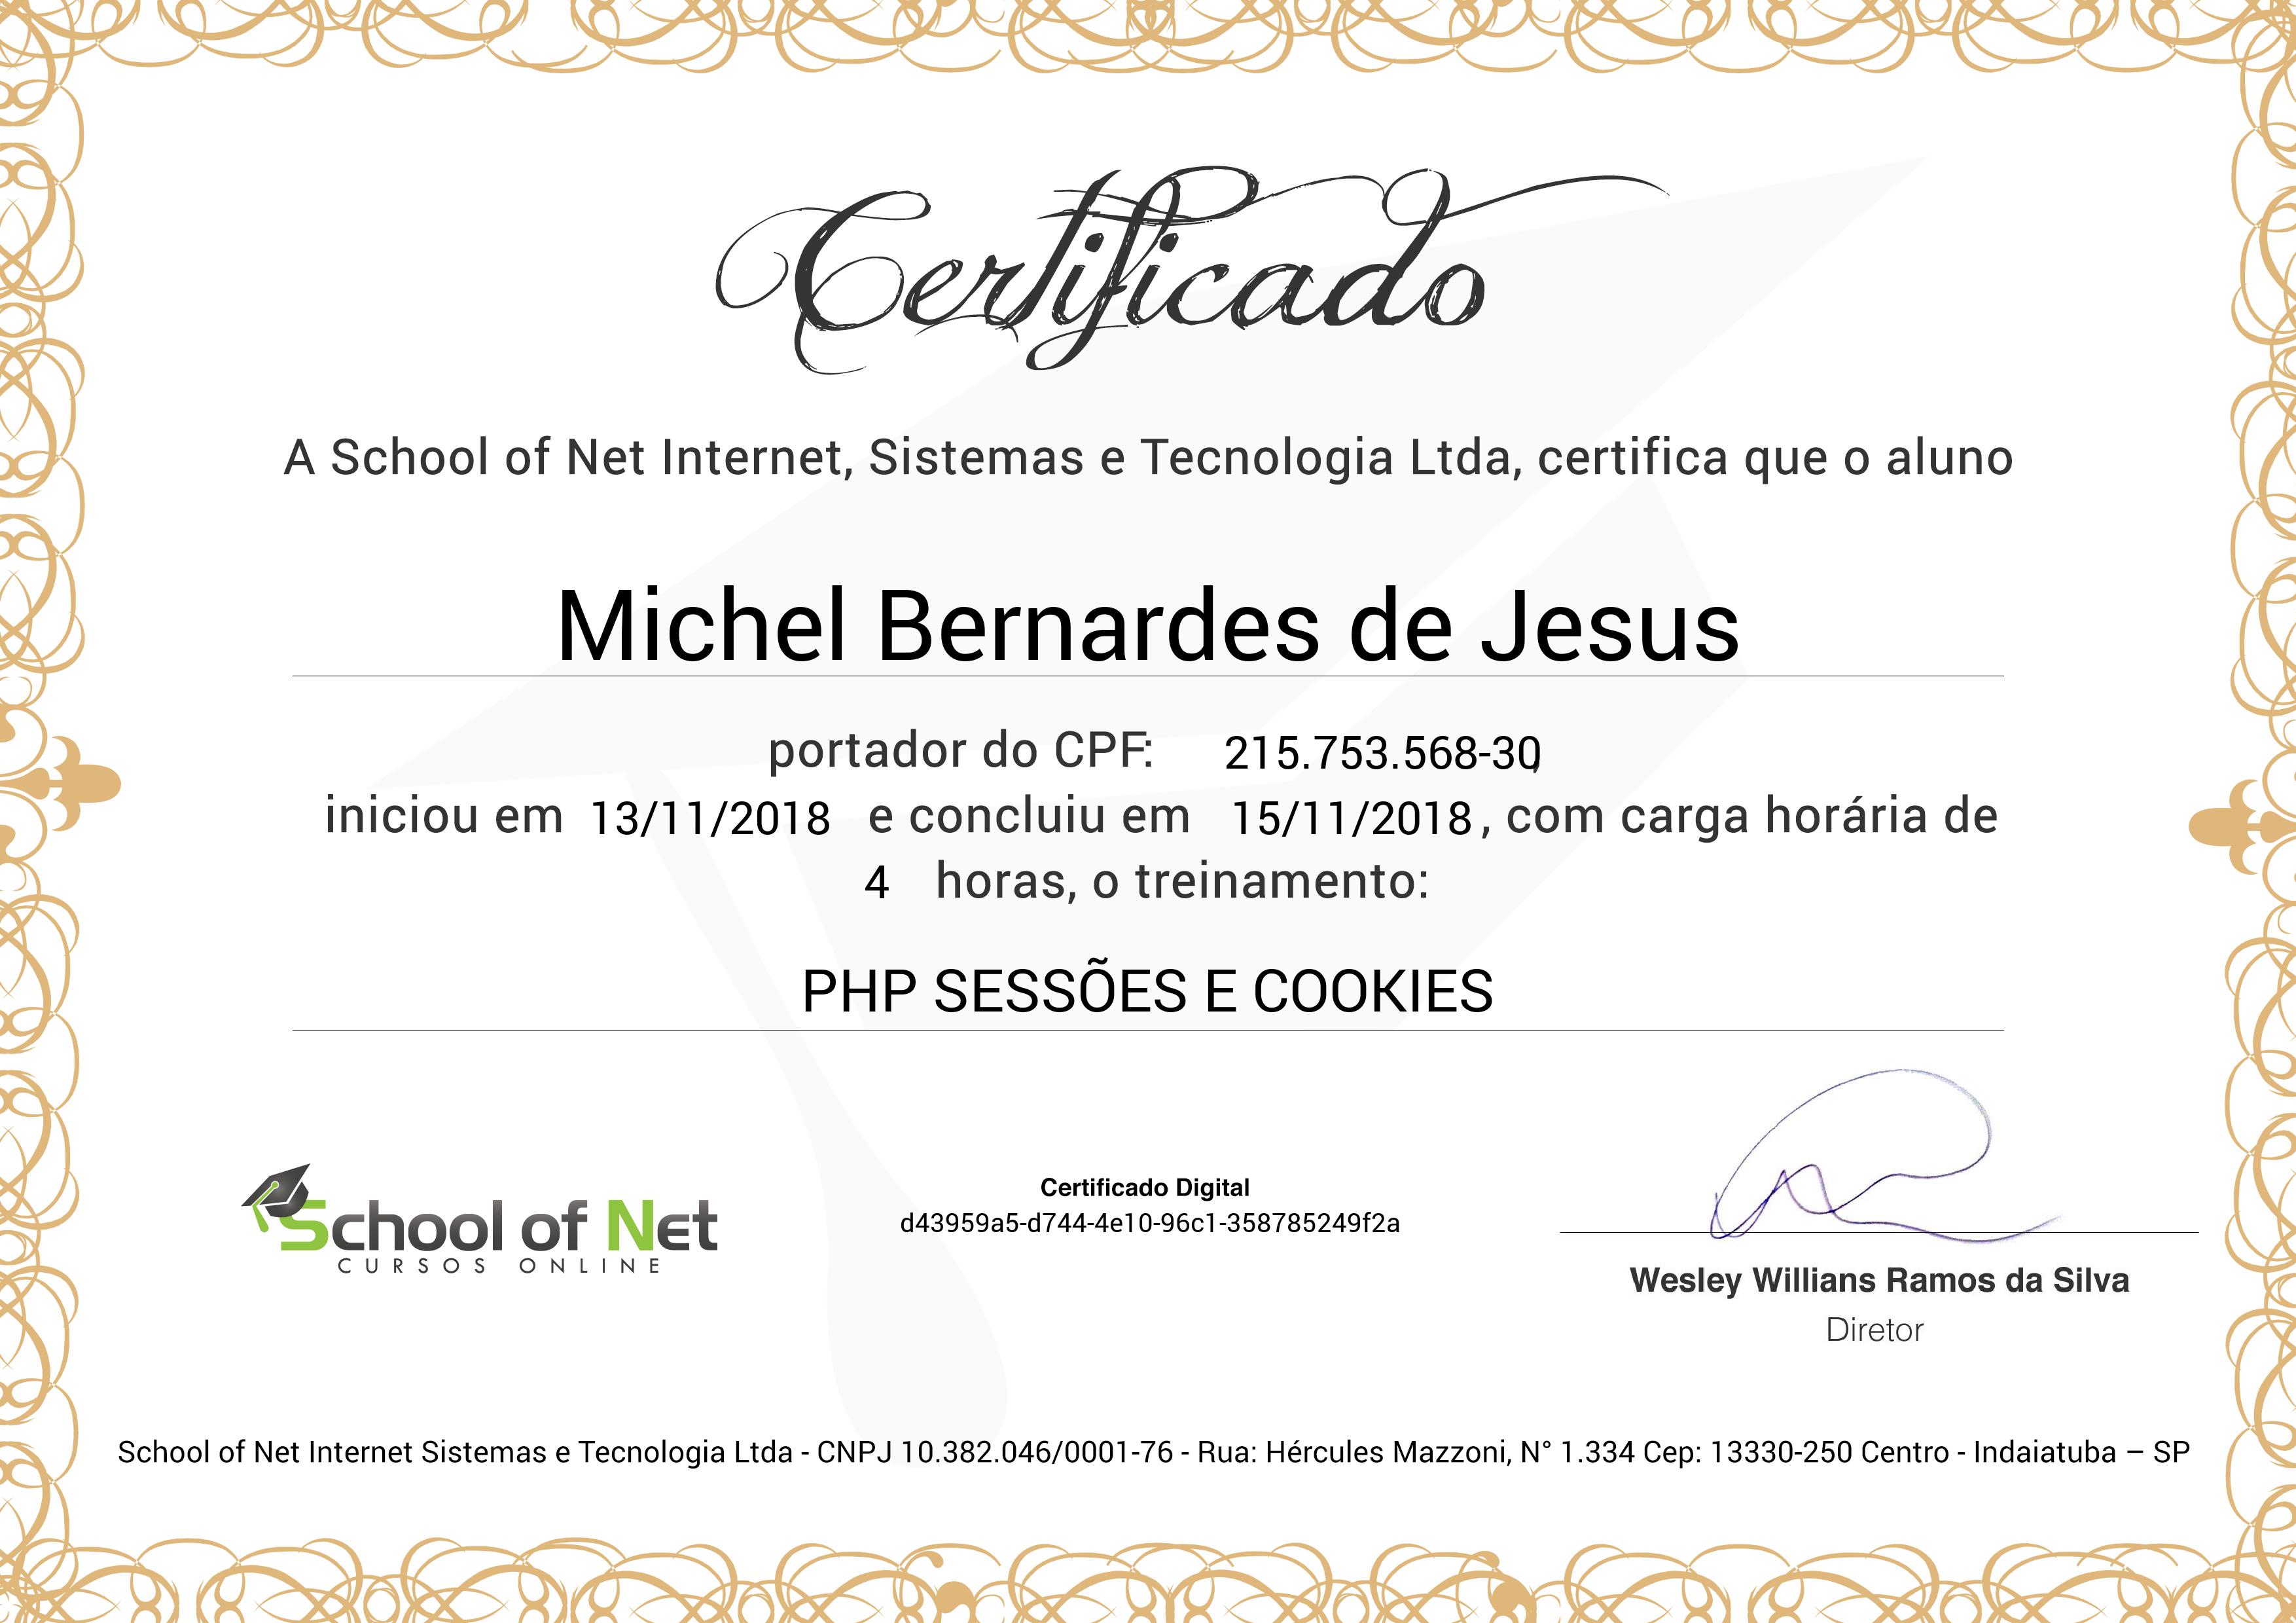 Certificado
A School of Net Internet, Sistemas e Tecnologia Ltda, certifica que o aluno
Michel Bernardes de Jesus
portador do CPF: 215.753.568-30,
iniciou em 13/11/2018 e concluiu em 15/11/2018, com carga horária de
4 horas, o treinamento:
PHP SESSÕES E COOKIES
School of Net
CURSOS ONLINE
Certificado Digital
d43959a5-d744-4e10-96c1-358785249f2a
Wesley Willians Ramos da Silva
Diretor
School of Net Internet Sistemas e Tecnologia Ltda - CNPJ 10.382.046/0001-76 - Rua: Hércules Mazzoni, N° 1.334 Cep: 13330-250 Centro - Indaiatuba – SP